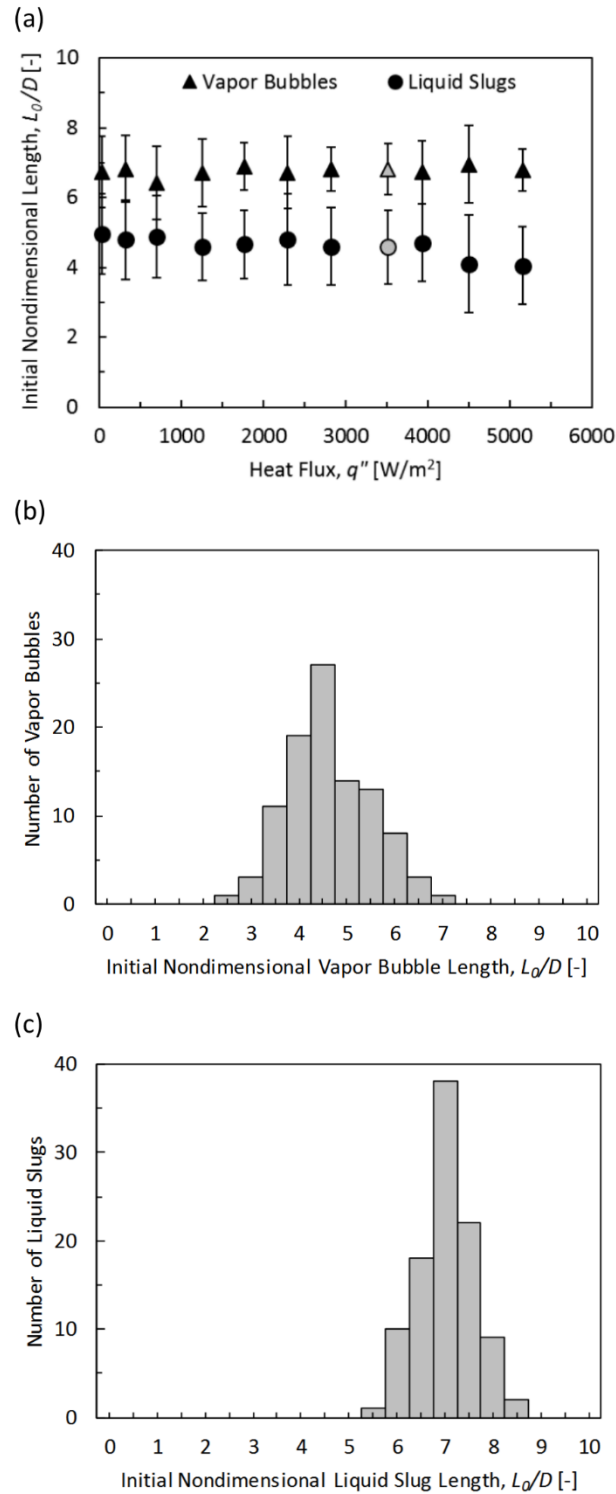 (a)
Initial Nondimensional Length, L0/D [-]
10
8
6
4
2
0
▲ Vapor Bubbles ● Liquid Slugs
0 1000 2000 3000 4000 5000 6000
Heat Flux, q" [W/m²]
(b)
Number of Vapor Bubbles
40
30
20
10
0
0 1 2 3 4 5 6 7 8 9 10
Initial Nondimensional Vapor Bubble Length, L0/D [-]
(c)
Number of Liquid Slugs
40
30
20
10
0
0 1 2 3 4 5 6 7 8 9 10
Initial Nondimensional Liquid Slug Length, L0/D [-]